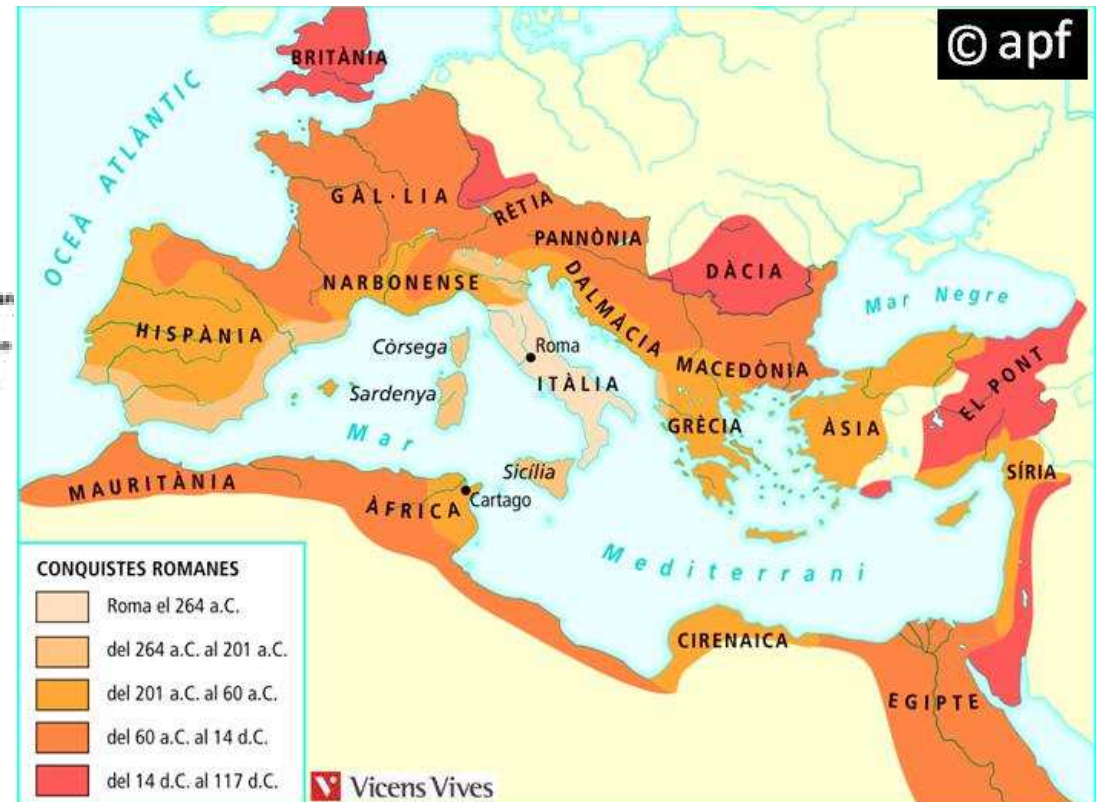 © apf
BRITÀNIA
OCEÀ ATLÀNTIC
GÀL·LIA
RÈTIA
PANNÒNIA
DÀCIA
NARBONENSE
DALMÀCIA
Mar Negre
HISPÀNIA
Còrsega
Roma
ITÀLIA
MACEDÒNIA
EL PONT
Sardenya
GRÈCIA
ÀSIA
Mar
Mediterrani
Sicília
SÍRIA
MAURITÀNIA
ÀFRICA
Cartago
CIRENAICA
EGIPTE
CONQUISTES ROMANES
Roma el 264 a.C.
del 264 a.C. al 201 a.C.
del 201 a.C. al 60 a.C.
del 60 a.C. al 14 d.C.
del 14 d.C. al 117 d.C.
Vicens Vives